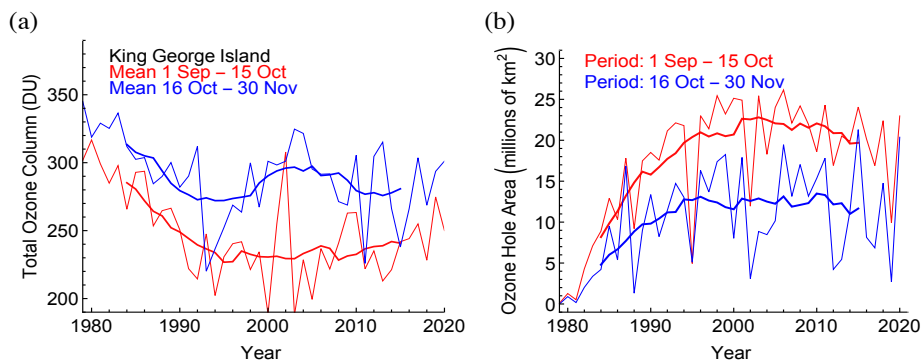 (a)
King George Island
Mean 1 Sep – 15 Oct
Mean 16 Oct – 30 Nov
Total Ozone Column (DU)
350
300
250
200
1980
1990
2000
2010
2020
Year
(b)
Period: 1 Sep – 15 Oct
Period: 16 Oct – 30 Nov
Ozone Hole Area (millions of km²)
30
25
20
15
10
5
0
1980
1990
2000
2010
2020
Year